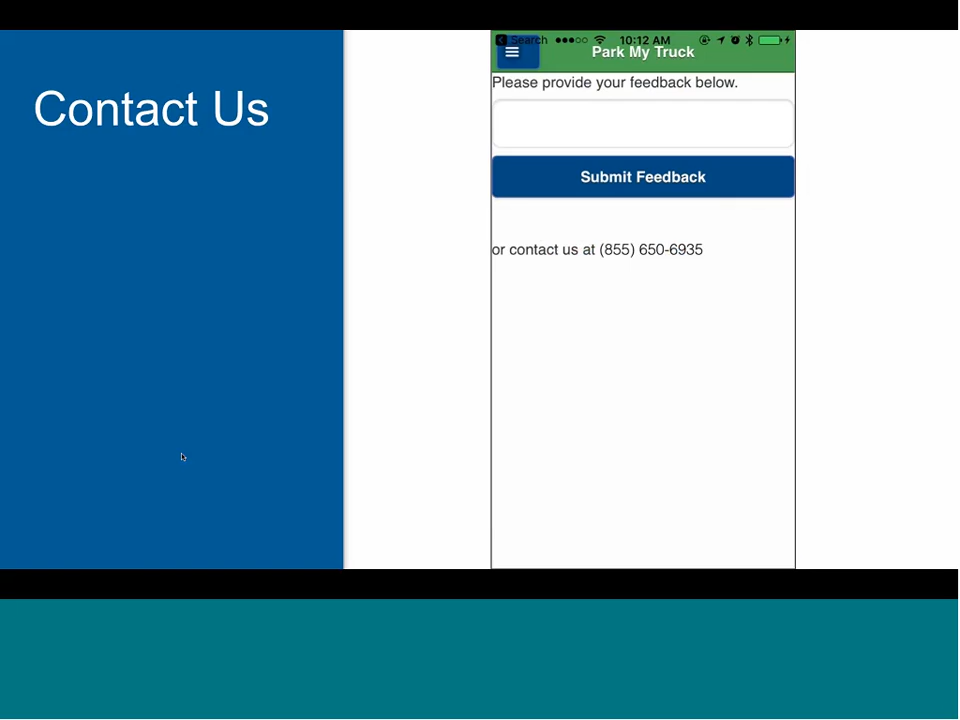 Contact Us
Search 10:12 AM
Park My Truck
Please provide your feedback below.
Submit Feedback
or contact us at (855) 650-6935